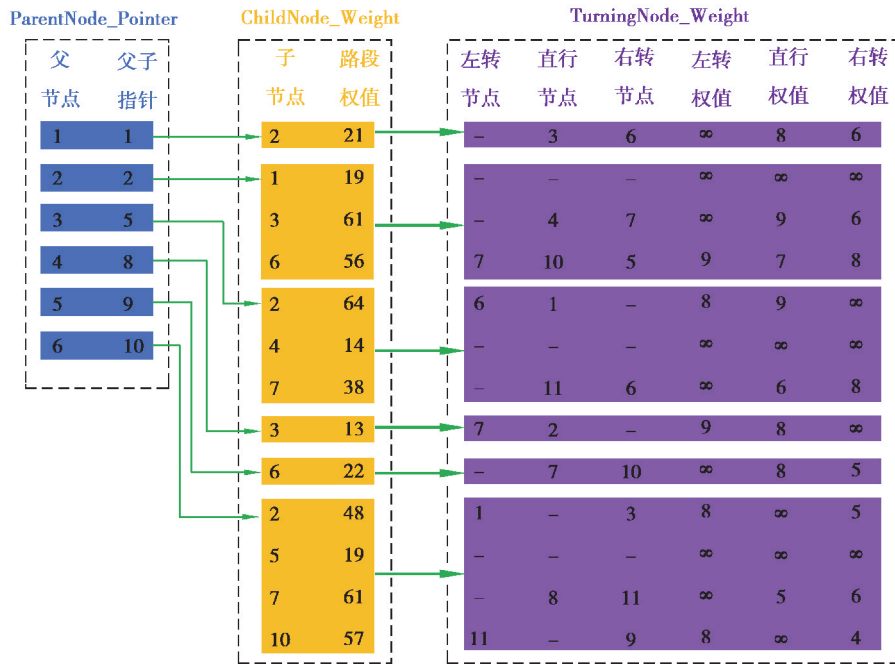 ParentNode_Pointer ChildNode_Weight TurningNode_Weight
父 父子 子 路段 左转 直行 右转 左转 直行 右转
节点 指针 节点 权值 节点 节点 节点 权值 权值 权值
1 1 2 21 – 3 6 ∞ 8 6
2 2 1 19 – – – ∞ ∞ ∞
3 5 3 61 – 4 7 ∞ 9 6
4 8 6 56 7 10 5 9 7 8
5 9 2 64 6 1 – 8 9 ∞
6 10 4 14 – – – ∞ ∞ ∞
7 38 – 11 6 ∞ 6 8
3 13 7 2 – 9 8 ∞
6 22 – 7 10 ∞ 8 5
2 48 1 – 3 8 ∞ 5
5 19 – – – ∞ ∞ ∞
7 61 – 8 11 ∞ 5 6
10 57 11 – 9 8 ∞ 4